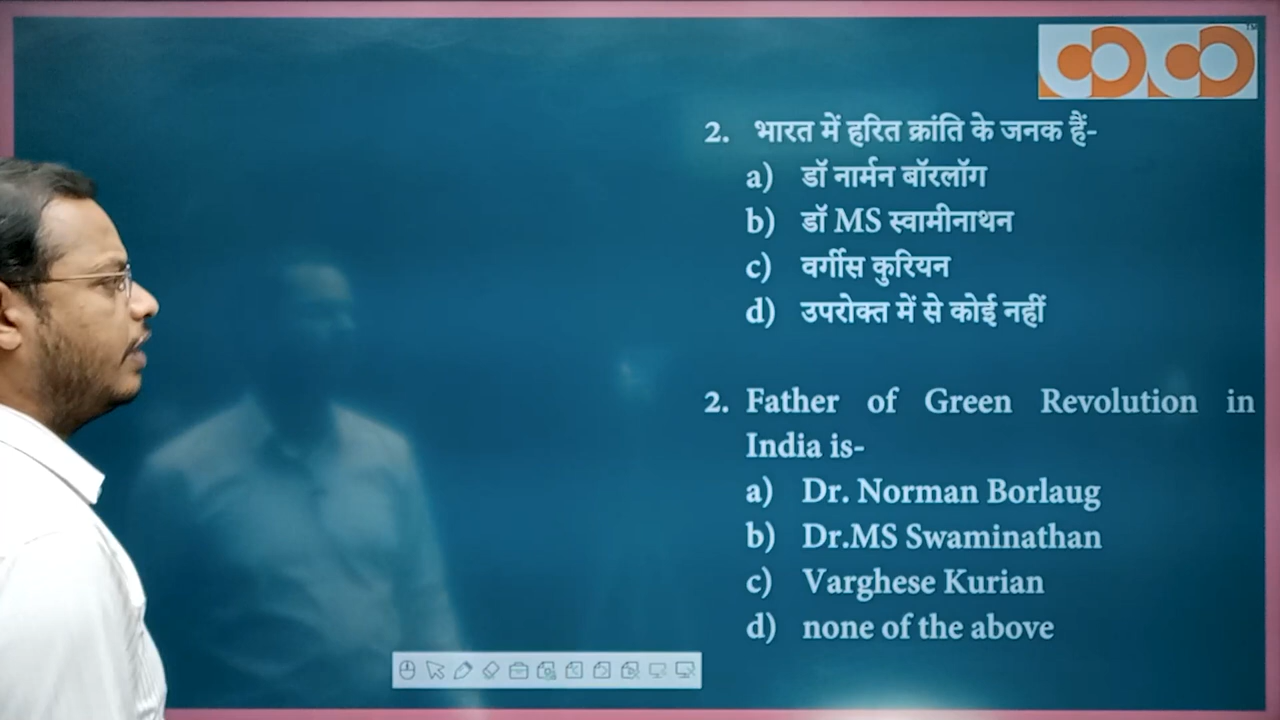 2. भारत में हरित क्रांति के जनक हैं-
a) डॉ नार्मन बॉरलॉग
b) डॉ MS स्वामीनाथन
c) वर्गीस कुरियन
d) उपरोक्त में से कोई नहीं
2. Father of Green Revolution in
India is-
a) Dr. Norman Borlaug
b) Dr.MS Swaminathan
c) Varghese Kurian
d) none of the above